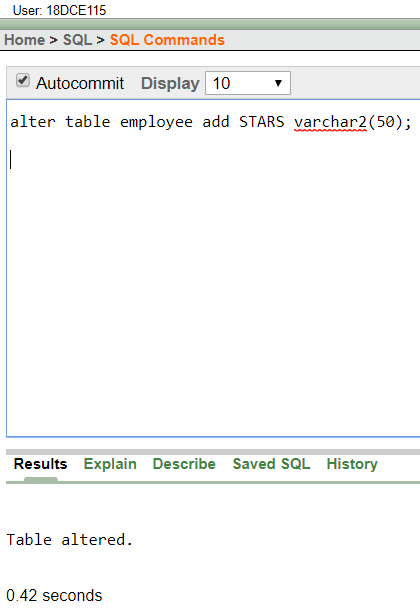 User: 18DCE115
Home > SQL > SQL Commands
Autocommit Display 10
alter table employee add STARS varchar2(50);
Results Explain Describe Saved SQL History
Table altered.
0.42 seconds